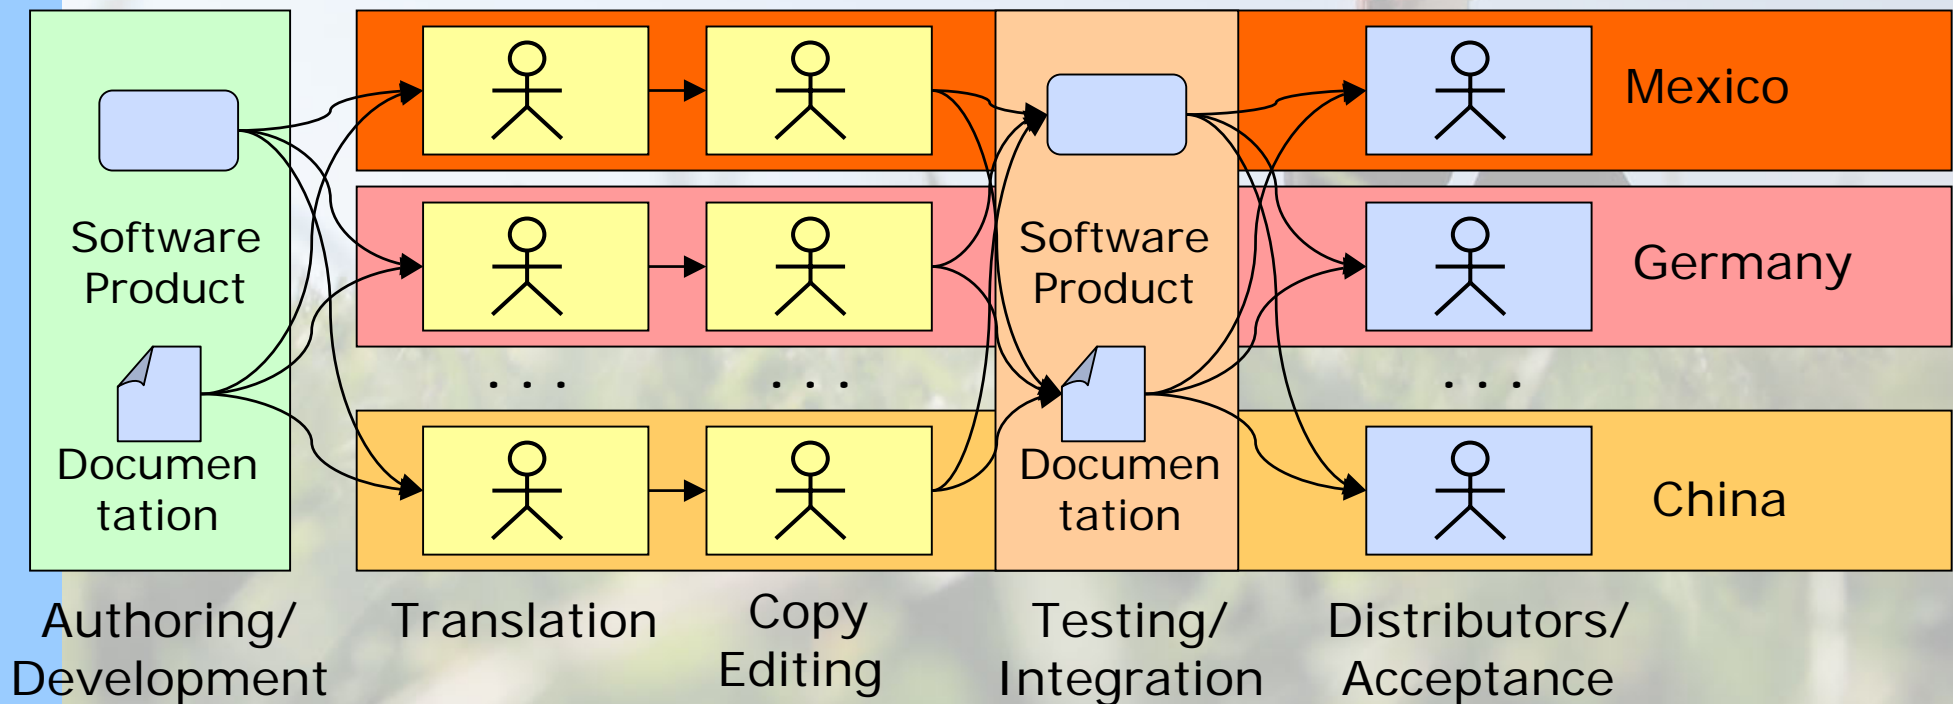 Mexico
Software
Product
Software
Product
Germany
. . .
. . .
. . .
Documen
tation
Documen
tation
China
Authoring/
Development
Translation
Copy
Editing
Testing/
Integration
Distributors/
Acceptance